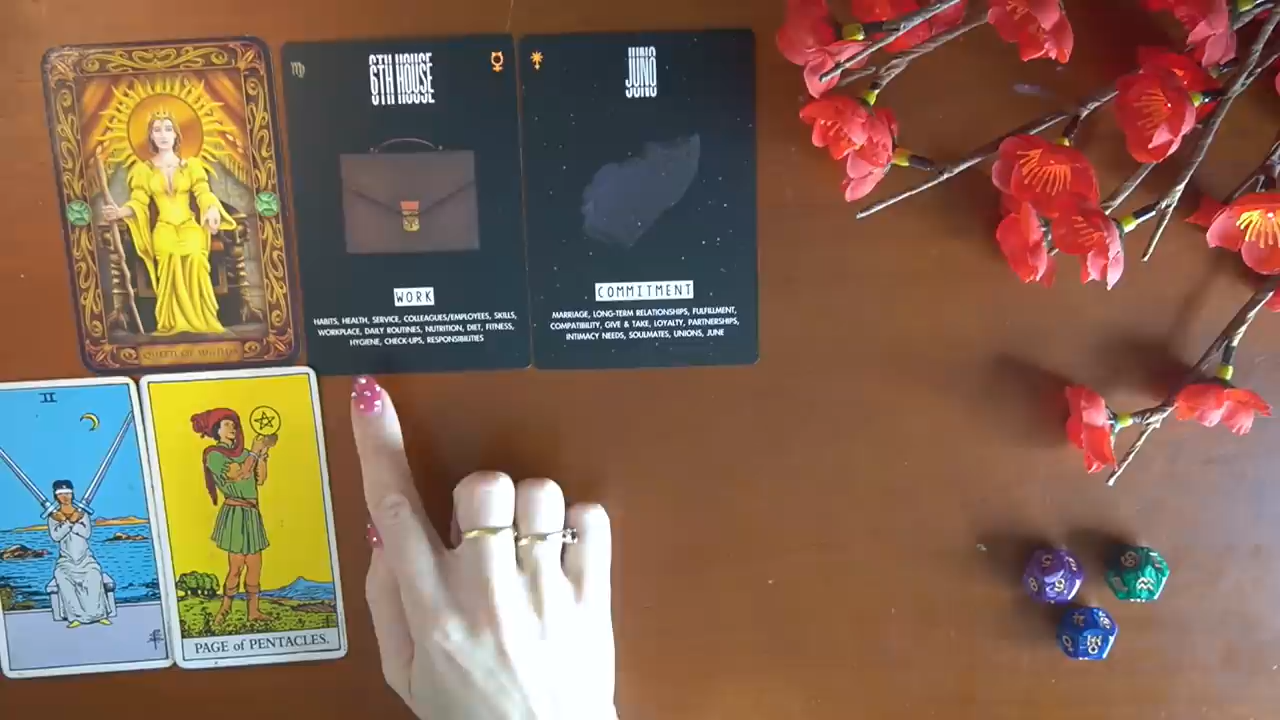 6TH HOUSE
JUNO
WORK
HABITS, HEALTH, SERVICE, COLLEAGUES/EMPLOYEES, SKILLS,
WORKPLACE, DAILY ROUTINES, NUTRITION, DIET, FITNESS,
HYGIENE, CHECK-UPS, RESPONSIBILITIES
COMMITMENT
MARRIAGE, LONG-TERM RELATIONSHIPS, FULFILLMENT,
COMPATIBILITY, GIVE & TAKE, LOYALTY, PARTNERSHIPS,
INTIMACY NEEDS, SOULMATES, UNIONS, JUNE
QUEEN OF
II
PAGE of PENTACLES.